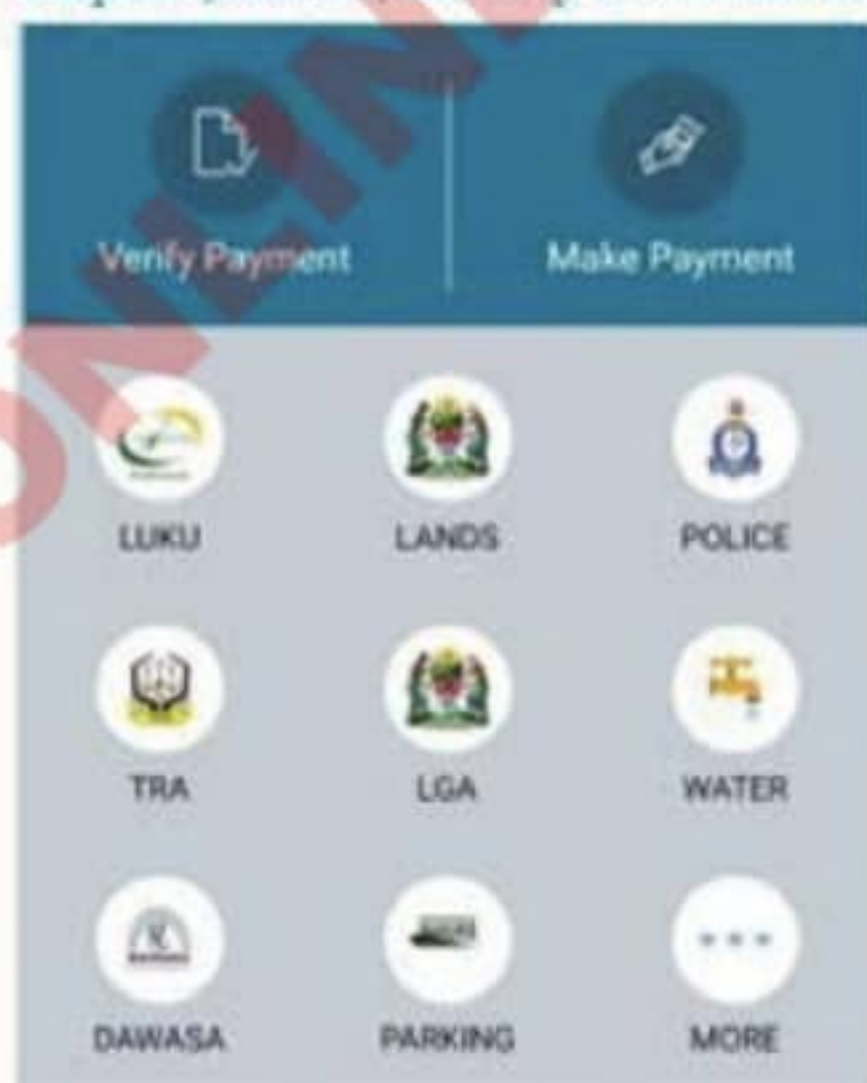 Verify Payment
Make Payment
LUKU
LANDS
POLICE
TRA
LGA
WATER
DAWASA
PARKING
MORE